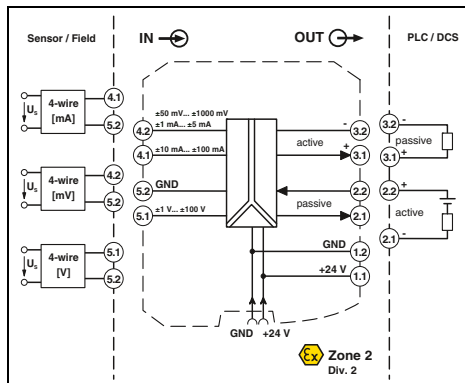 Sensor / Field
IN
OUT
PLC / DCS
4-wire
[mA]
Us
4.1
5.2
4-wire
[mV]
Us
4.2
5.2
4-wire
[V]
Us
5.1
5.2
±50 mV... ±1000 mV
±1 mA... ±5 mA
4.2
±10 mA... ±100 mA
4.1
GND
5.2
±1 V... ±100 V
5.1
-
3.2
active
+
3.1
2.2
passive
2.1
GND
1.2
+24 V
1.1
GND +24 V
3.2
-
passive
3.1
+
2.2
+
active
2.1
-
Ex Zone 2
Div. 2